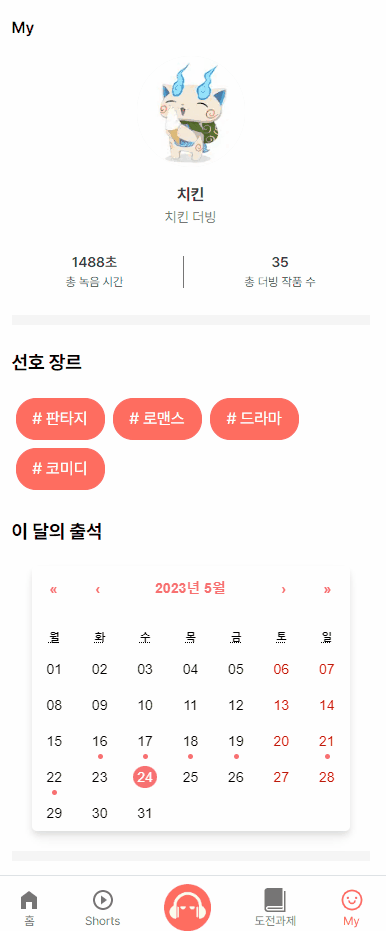 My
치킨
치킨 더빙
1488초 35
총 녹음 시간 총 더빙 작품 수
선호 장르
# 판타지 # 로맨스 # 드라마
# 코미디
이 달의 출석
« ‹ 2023년 5월 › »
월 화 수 목 금 토 일
01 02 03 04 05 06 07
08 09 10 11 12 13 14
15 16 17 18 19 20 21
22 23 24 25 26 27 28
29 30 31
홈 Shorts 도전과제 My